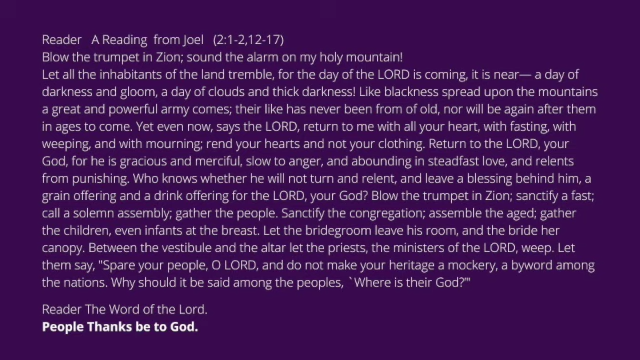 Reader   A Reading  from Joel   (2:1-2,12-17)
Blow the trumpet in Zion; sound the alarm on my holy mountain!
Let all the inhabitants of the land tremble, for the day of the LORD is coming, it is near— a day of
darkness and gloom, a day of clouds and thick darkness! Like blackness spread upon the mountains
a great and powerful army comes; their like has never been from of old, nor will be again after them
in ages to come. Yet even now, says the LORD, return to me with all your heart, with fasting, with
weeping, and with mourning; rend your hearts and not your clothing. Return to the LORD, your
God, for he is gracious and merciful, slow to anger, and abounding in steadfast love, and relents
from punishing. Who knows whether he will not turn and relent, and leave a blessing behind him, a
grain offering and a drink offering for the LORD, your God? Blow the trumpet in Zion; sanctify a fast;
call a solemn assembly; gather the people. Sanctify the congregation; assemble the aged; gather
the children, even infants at the breast. Let the bridegroom leave his room, and the bride her
canopy. Between the vestibule and the altar let the priests, the ministers of the LORD, weep. Let
them say, "Spare your people, O LORD, and do not make your heritage a mockery, a byword among
the nations. Why should it be said among the peoples, `Where is their God?'"
Reader The Word of the Lord.
People Thanks be to God.